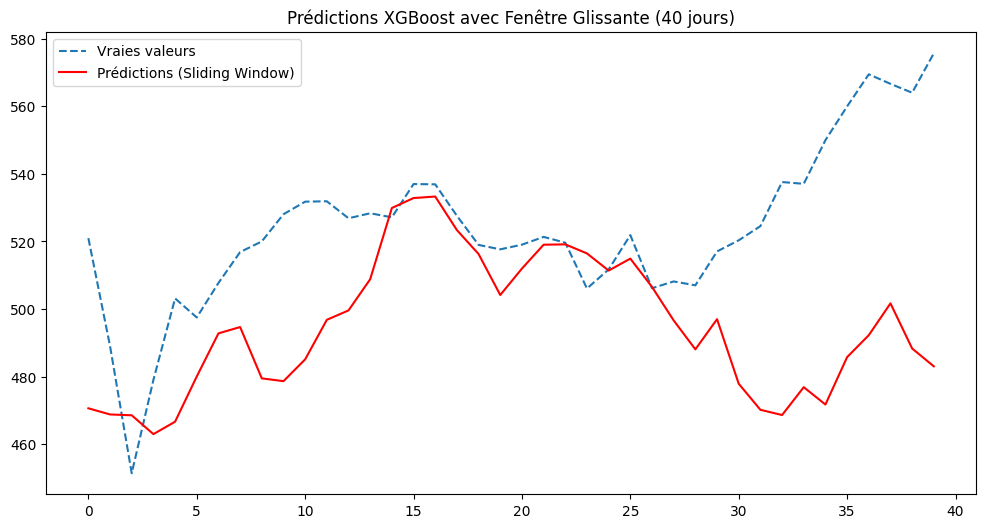 Prédictions XGBoost avec Fenêtre Glissante (40 jours)
580
Vraies valeurs
Prédictions (Sliding Window)
560
540
520
500
480
460
0 5 10 15 20 25 30 35 40